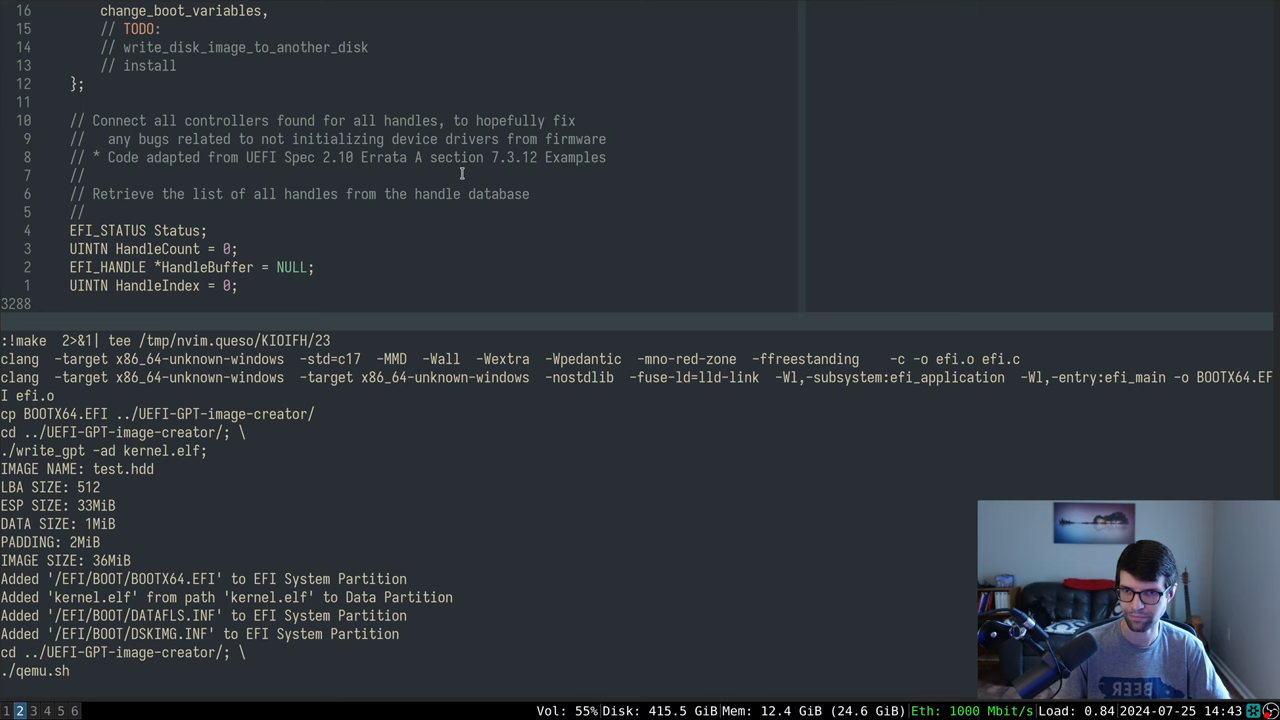 16         change_boot_variables,
15         // TODO:
14         // write_disk_image_to_another_disk
13         // install
12     };
11
10     // Connect all controllers found for all handles, to hopefully fix
9     //   any bugs related to not initializing device drivers from firmware
8     // * Code adapted from UEFI Spec 2.10 Errata A section 7.3.12 Examples
7     //
6     // Retrieve the list of all handles from the handle database
5     //
4     EFI_STATUS Status;
3     UINTN HandleCount = 0;
2     EFI_HANDLE *HandleBuffer = NULL;
1     UINTN HandleIndex = 0;
3288
:!make  2>&1| tee /tmp/nvim.queso/KIOIFH/23
clang  -target x86_64-unknown-windows  -std=c17  -MMD  -Wall  -Wextra  -Wpedantic  -mno-red-zone  -ffreestanding    -c -o efi.o efi.c
clang  -target x86_64-unknown-windows  -target x86_64-unknown-windows  -nostdlib  -fuse-ld=lld-link  -Wl,-subsystem:efi_application  -Wl,-entry:efi_main -o BOOTX64.EF
I efi.o
cp BOOTX64.EFI ../UEFI-GPT-image-creator/
cd ../UEFI-GPT-image-creator/; \
./write_gpt -ad kernel.elf;
IMAGE NAME: test.hdd
LBA SIZE: 512
ESP SIZE: 33MiB
DATA SIZE: 1MiB
PADDING: 2MiB
IMAGE SIZE: 36MiB
Added '/EFI/BOOT/BOOTX64.EFI' to EFI System Partition
Added 'kernel.elf' from path 'kernel.elf' to Data Partition
Added '/EFI/BOOT/DATAFLS.INF' to EFI System Partition
Added '/EFI/BOOT/DSKIMG.INF' to EFI System Partition
cd ../UEFI-GPT-image-creator/; \
./qemu.sh
BEER
1 2 3 4 5 6 Vol: 55%|Disk: 415.5 GiB|Mem: 12.4 GiB (24.6 GiB)|Eth: 1000 Mbit/s|Load: 0.84|2024-07-25 14:43